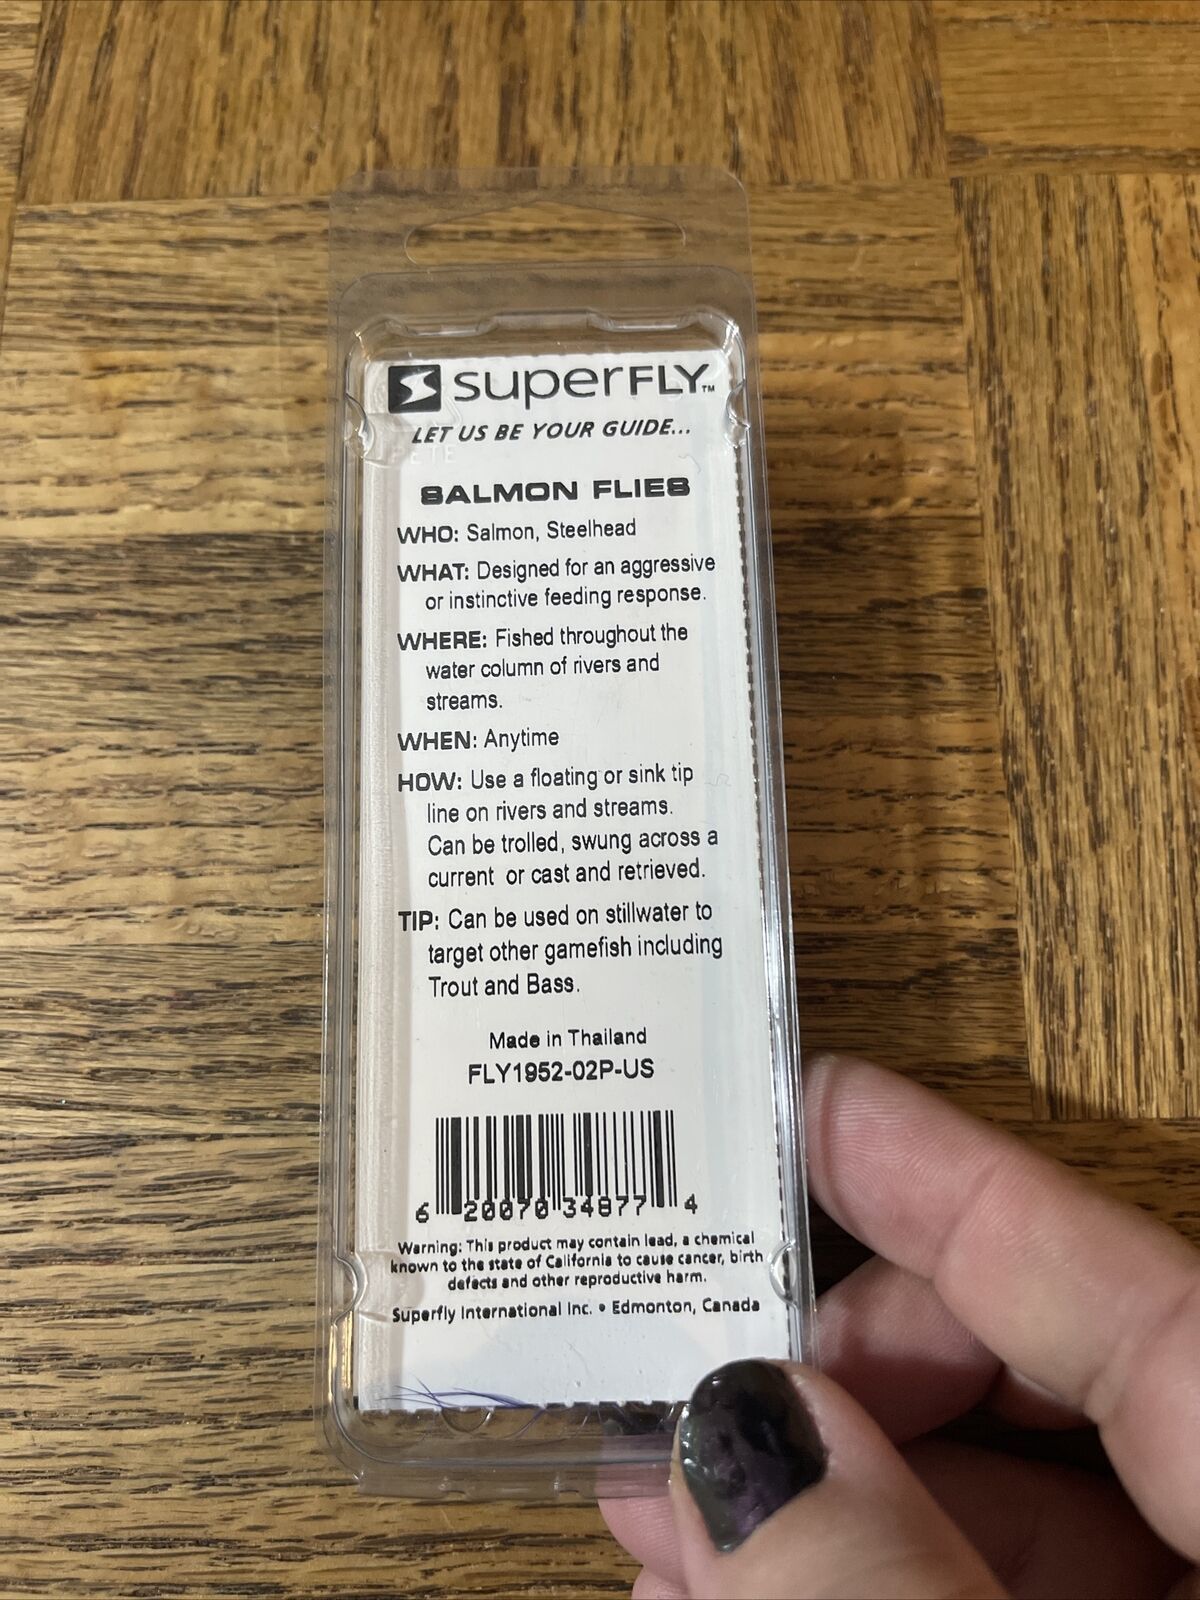 superFLY™
LET US BE YOUR GUIDE...
PETE
SALMON FLIES
WHO: Salmon, Steelhead
WHAT: Designed for an aggressive
or instinctive feeding response.
WHERE: Fished throughout the
water column of rivers and
streams.
WHEN: Anytime
HOW: Use a floating or sink tip
line on rivers and streams.
Can be trolled, swung across a
current or cast and retrieved.
TIP: Can be used on stillwater to
target other gamefish including
Trout and Bass.
Made in Thailand
FLY1952-02P-US
6 20070 34877 4
Warning: This product may contain lead, a chemical
known to the state of California to cause cancer, birth
defects and other reproductive harm.
Superfly International Inc. • Edmonton, Canada